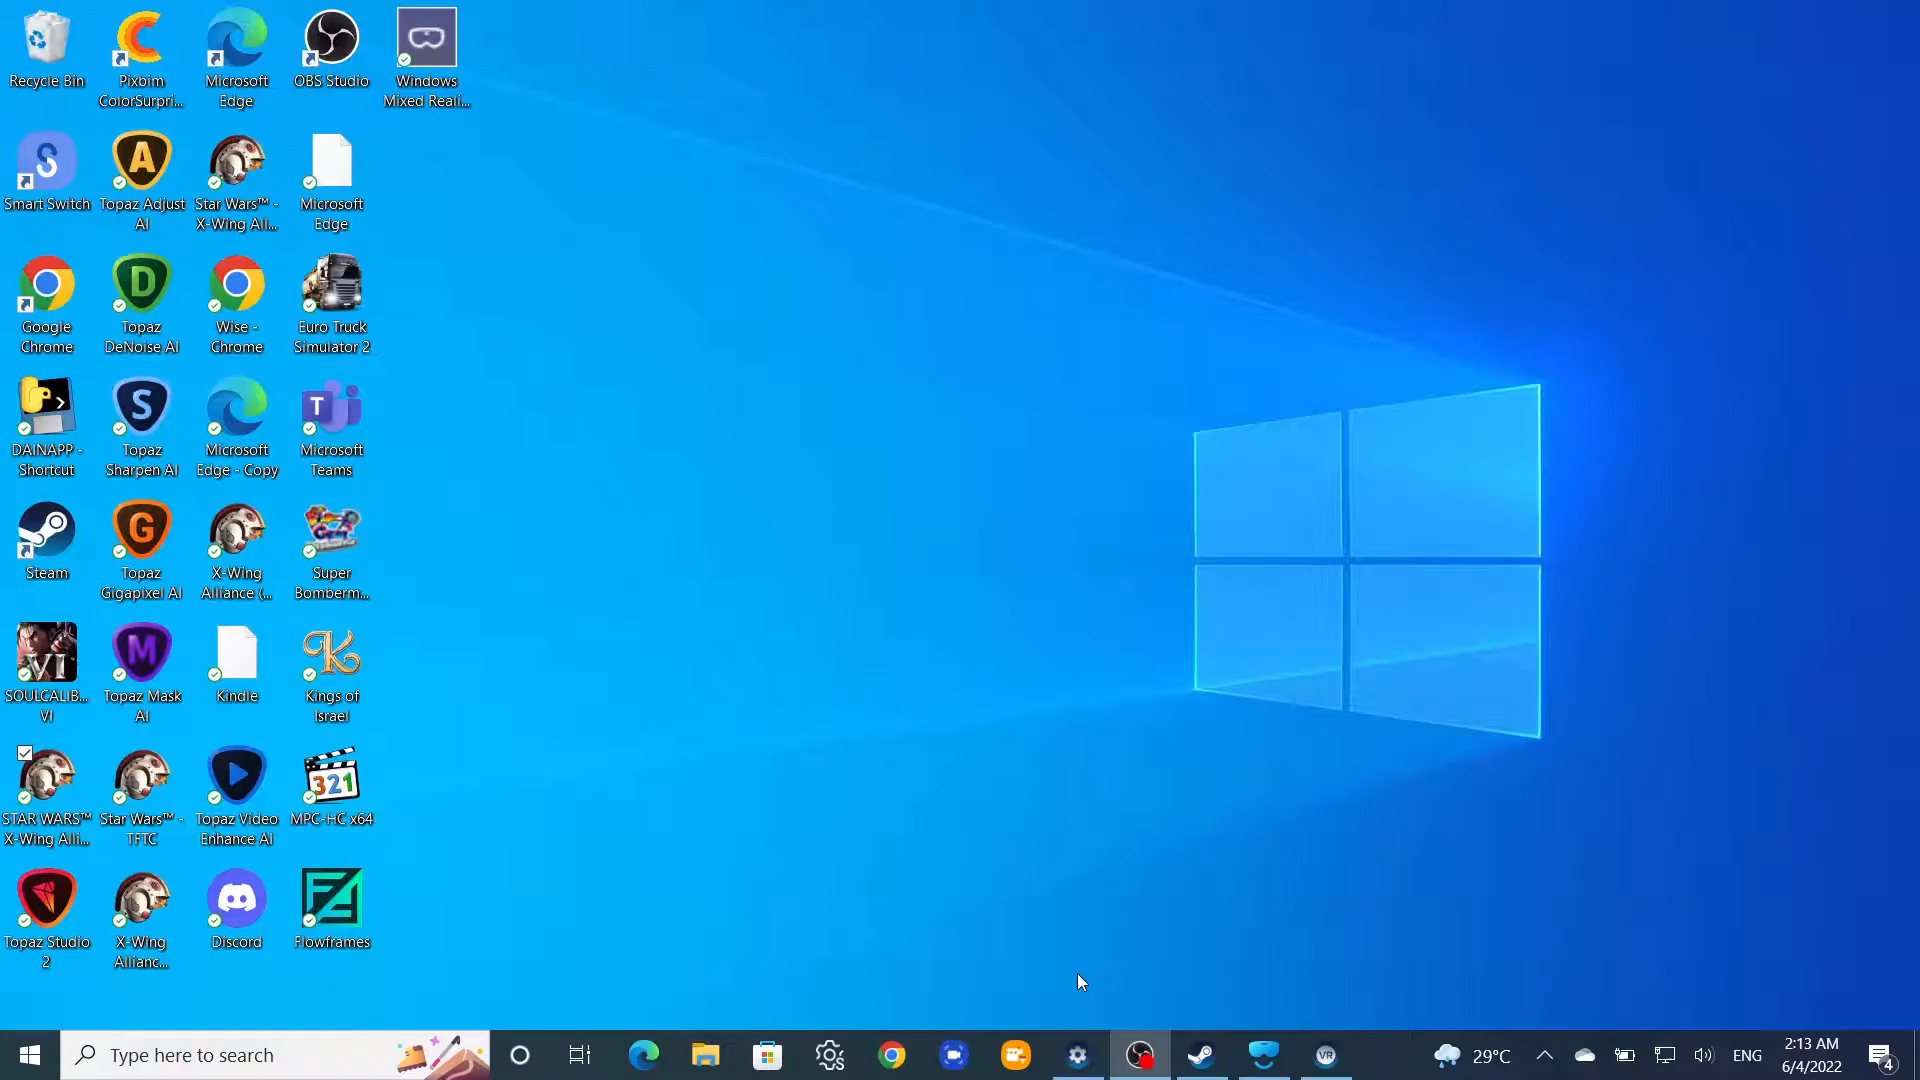 Recycle Bin
Pixbim
ColorSurpri...
Microsoft
Edge
OBS Studio
Windows
Mixed Reali...
Smart Switch
Topaz Adjust
AI
Star Wars™ -
X-Wing All...
Microsoft
Edge
Google
Chrome
Topaz
DeNoise AI
Wise -
Chrome
Euro Truck
Simulator 2
DAINAPP -
Shortcut
Topaz
Sharpen AI
Microsoft
Edge - Copy
Microsoft
Teams
Steam
Topaz
Gigapixel AI
X-Wing
Alliance (...
Super
Bomberm...
SOULCALIB...
VI
Topaz Mask
AI
Kindle
Kings of
Israel
STAR WARS™
X-Wing Alli...
Star Wars™ -
TFTC
Topaz Video
Enhance AI
321
MPC-HC x64
Topaz Studio
2
X-Wing
Allianc...
Discord
Flowframes
Type here to search
VR
29°C
ENG
2:13 AM
6/4/2022
4